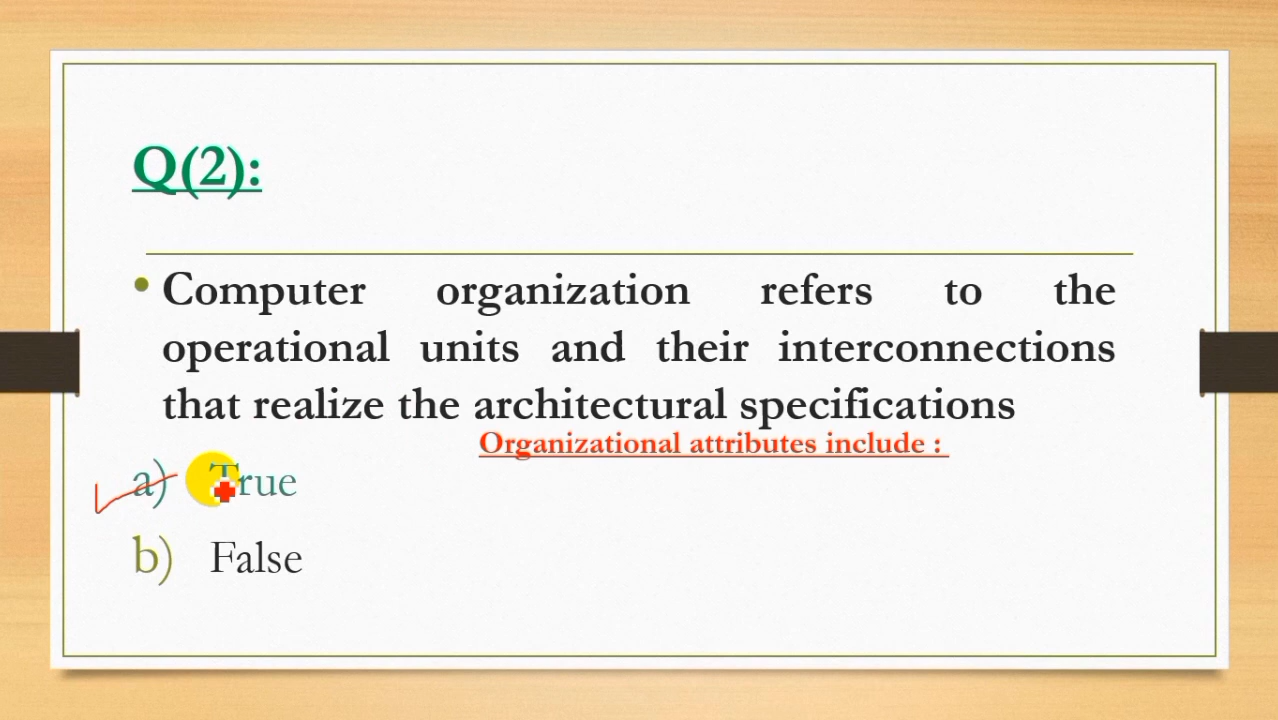 Q(2):
• Computer organization refers to the
operational units and their interconnections
that realize the architectural specifications
Organizational attributes include :
a) True
b) False